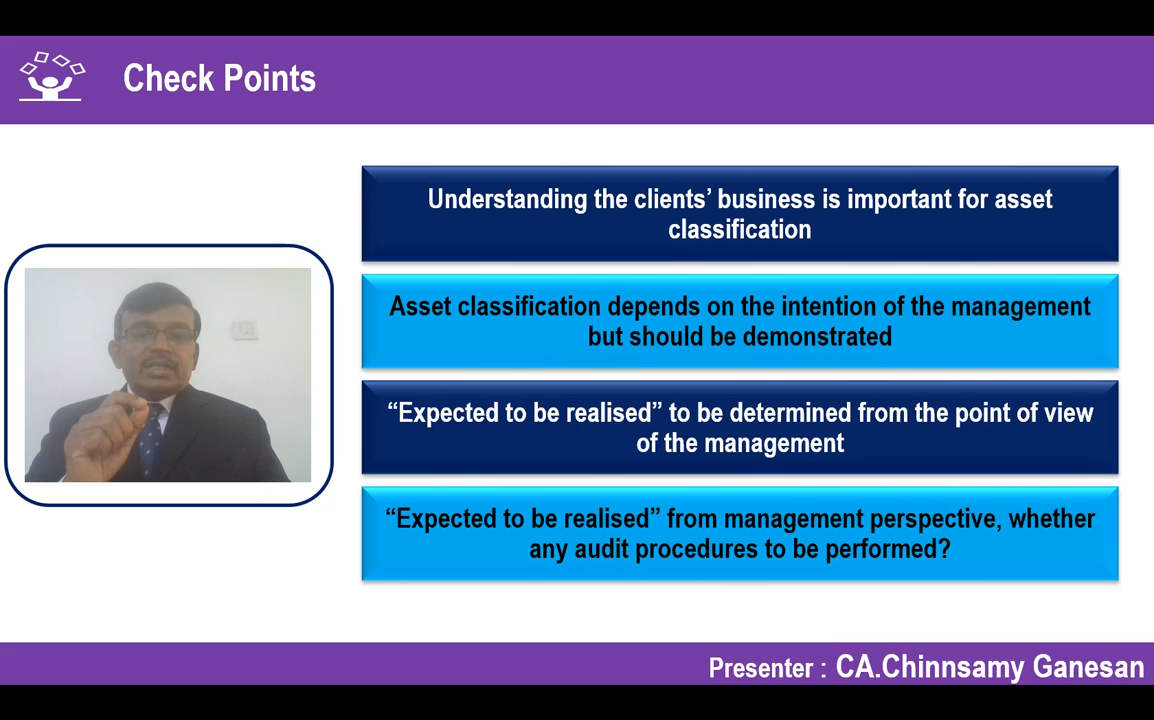 Check Points
Understanding the clients’ business is important for asset
classification
Asset classification depends on the intention of the management
but should be demonstrated
“Expected to be realised” to be determined from the point of view
of the management
“Expected to be realised” from management perspective, whether
any audit procedures to be performed?
Presenter : CA.Chinnsamy Ganesan